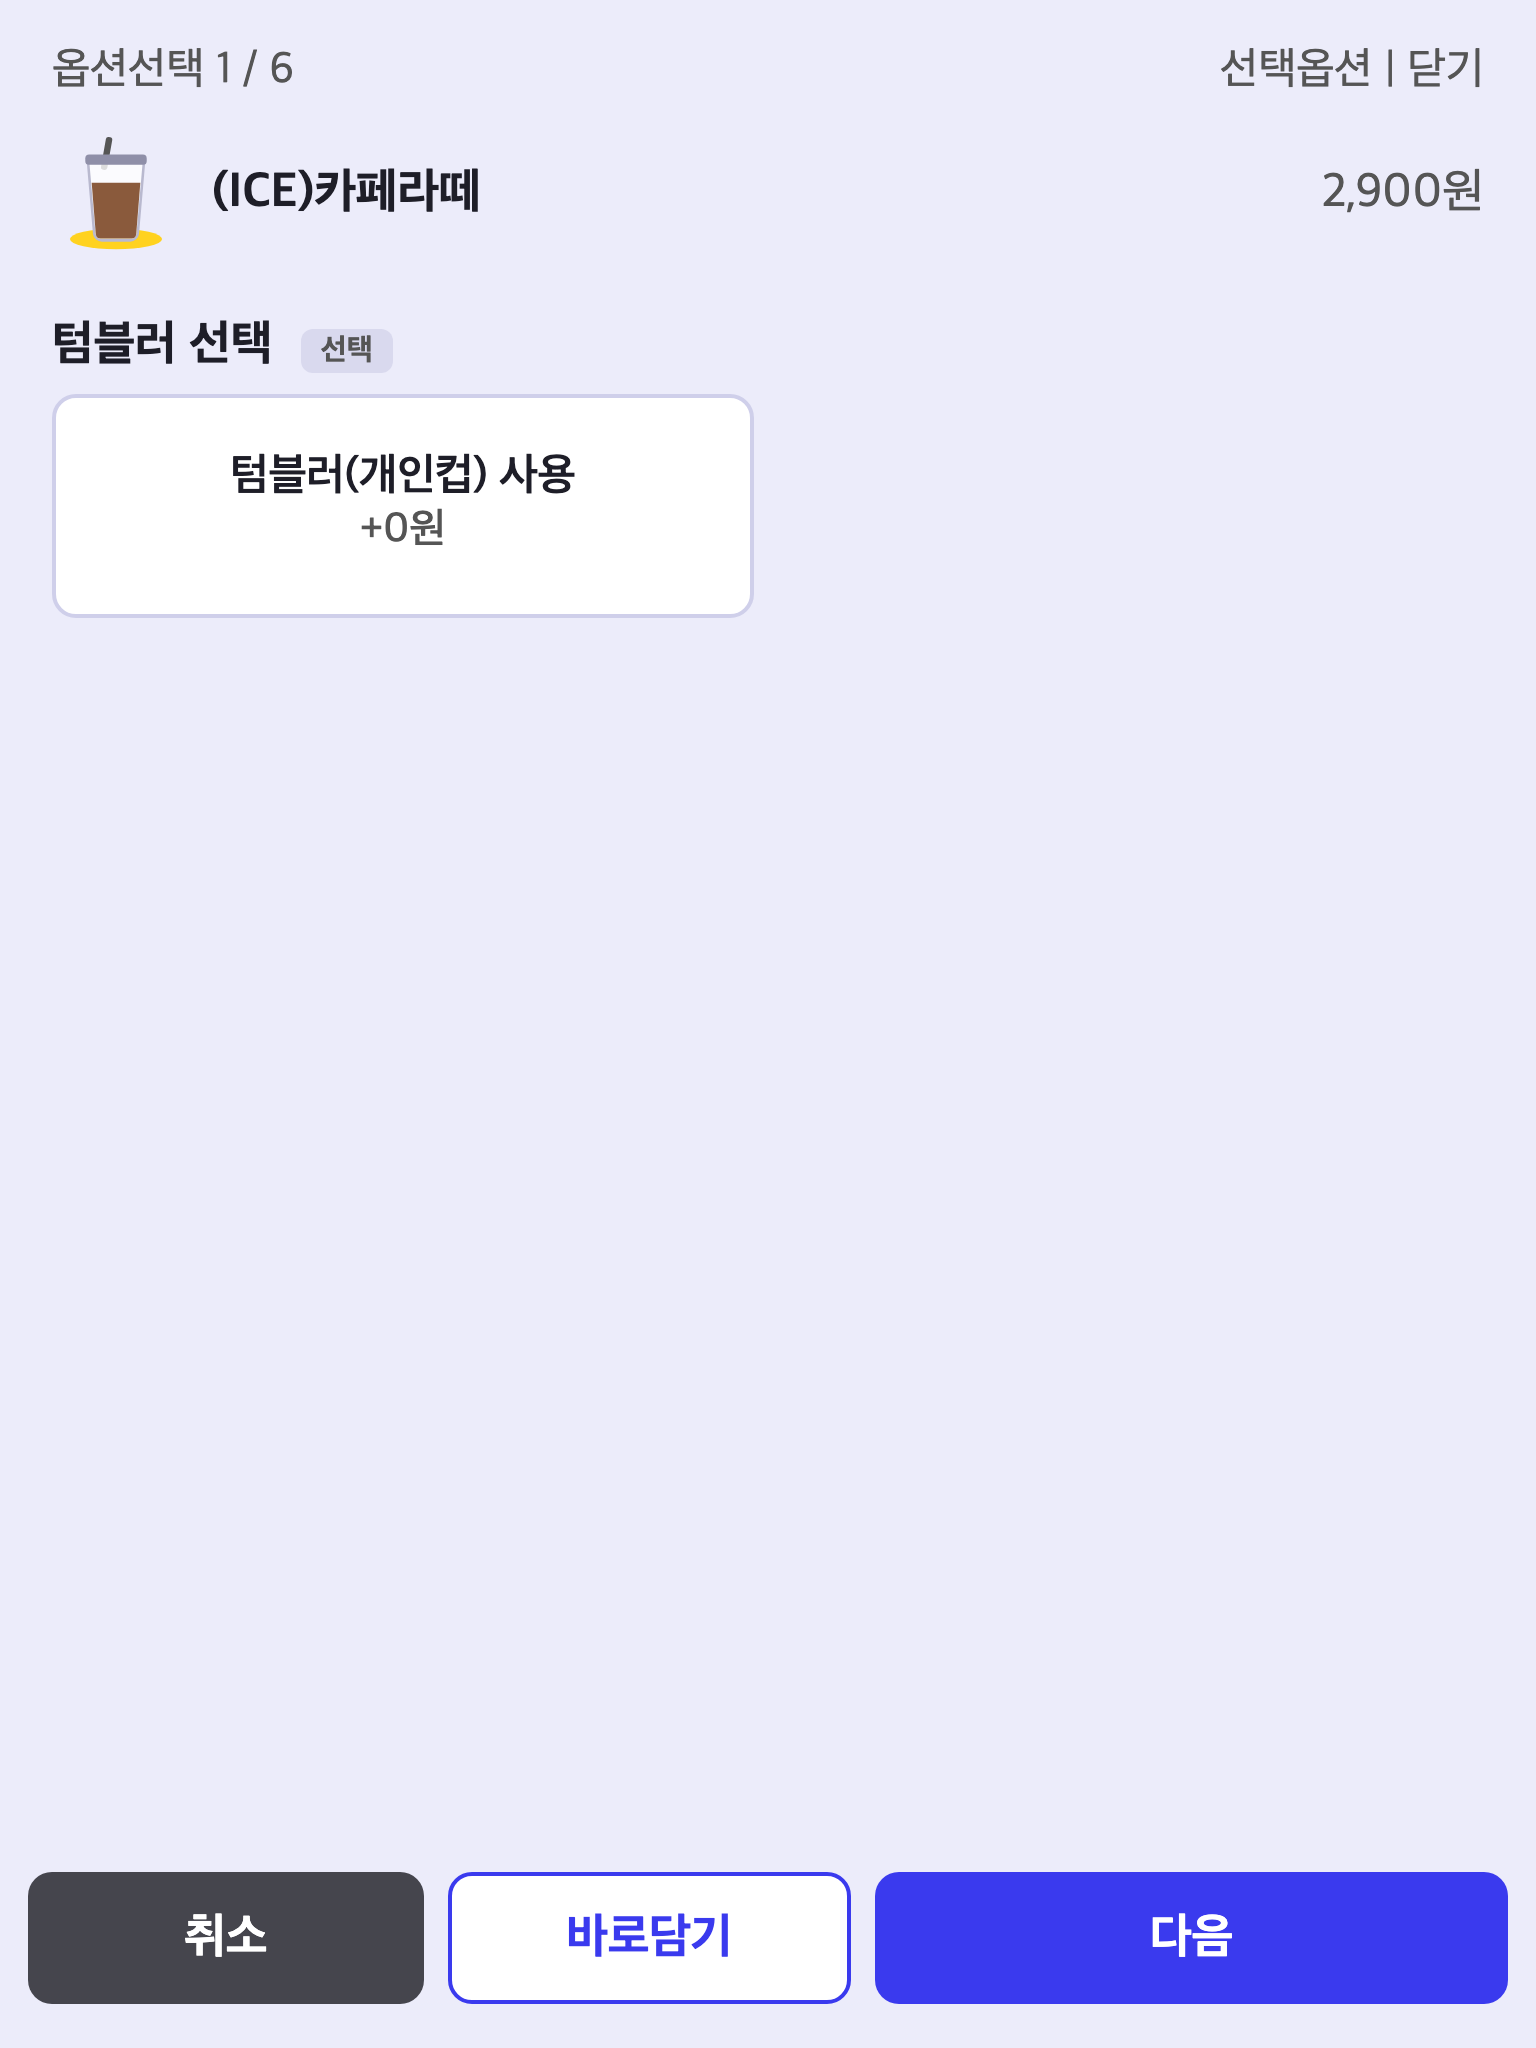 옵션선택 1 / 6
선택옵션 | 닫기
(ICE)카페라떼
2,900원
텀블러 선택 선택
텀블러(개인컵) 사용
+0원
취소 바로담기 다음